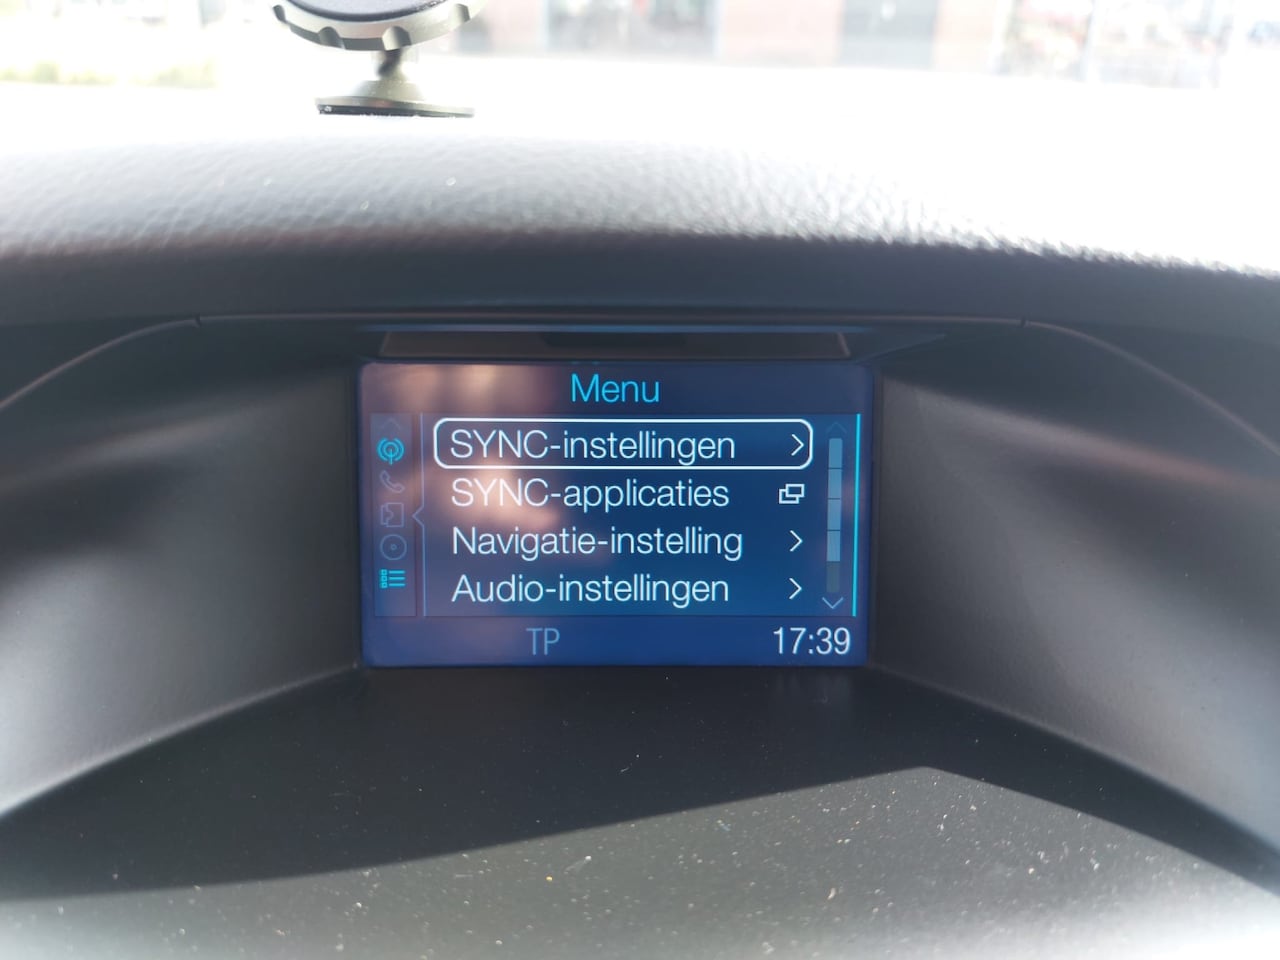 Menu
SYNC-instellingen
SYNC-applicaties
Navigatie-instelling
Audio-instellingen
TP 17:39